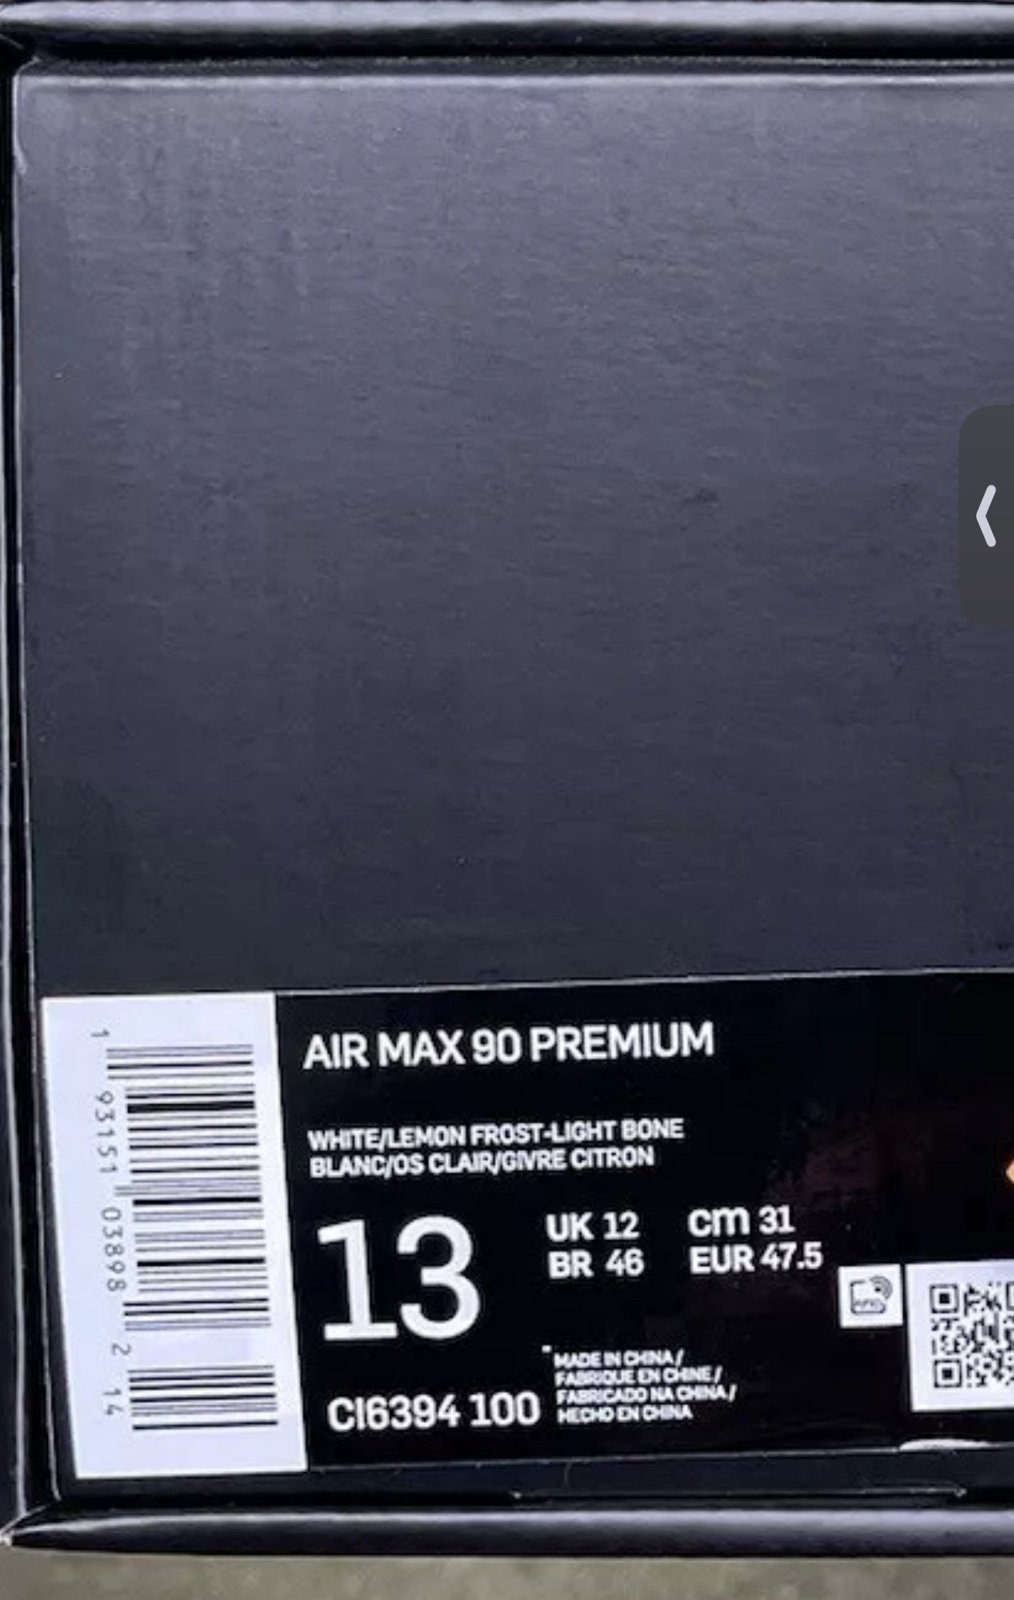 AIR MAX 90 PREMIUM
WHITE/LEMON FROST-LIGHT BONE
BLANC/OS CLAIR/GIVRE CITRON
13
UK 12 cm 31
BR 46 EUR 47.5
CI6394 100
MADE IN CHINA /
FABRIQUE EN CHINE /
FABRICADO NA CHINA /
HECHO EN CHINA
1 93151 03898 2 14